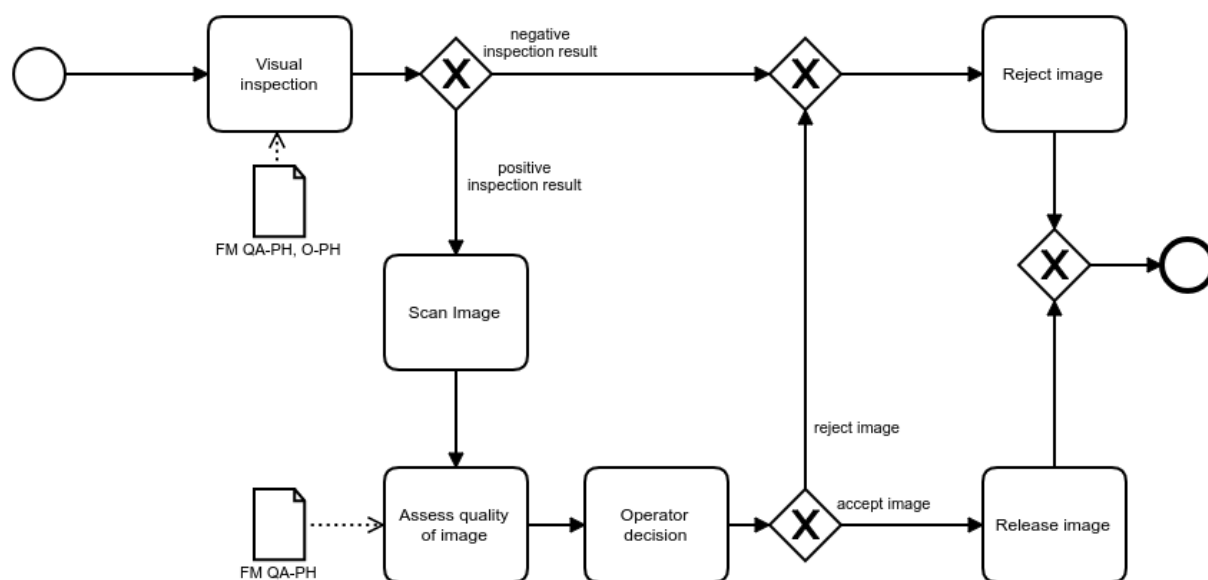 negative
inspection result
Visual
inspection
X
X
Reject image
positive
inspection result
FM QA-PH, O-PH
X
Scan Image
reject image
accept image
Assess quality
of image
Operator
decision
X
Release image
FM QA-PH